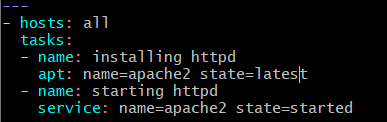 ---
- hosts: all
  tasks:
  - name: installing httpd
    apt: name=apache2 state=latest
  - name: starting httpd
    service: name=apache2 state=started